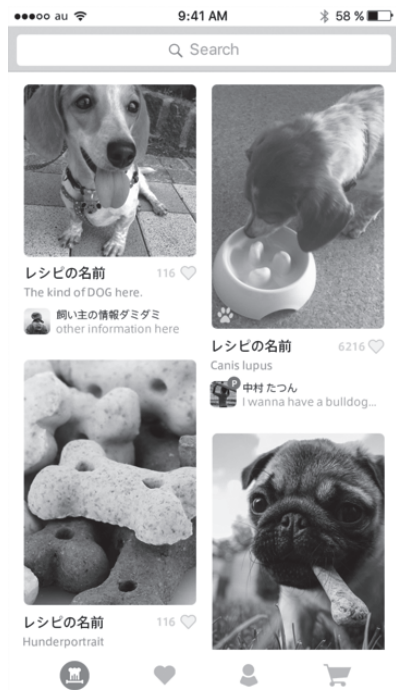 au 9:41 AM 58 %
Search
レシピの名前 116
The kind of DOG here.
飼い主の情報ダミダミ
other information here
レシピの名前 6216
Canis lupus
P
中村 たつん
I wanna have a bulldog...
レシピの名前 116
Hunderportrait